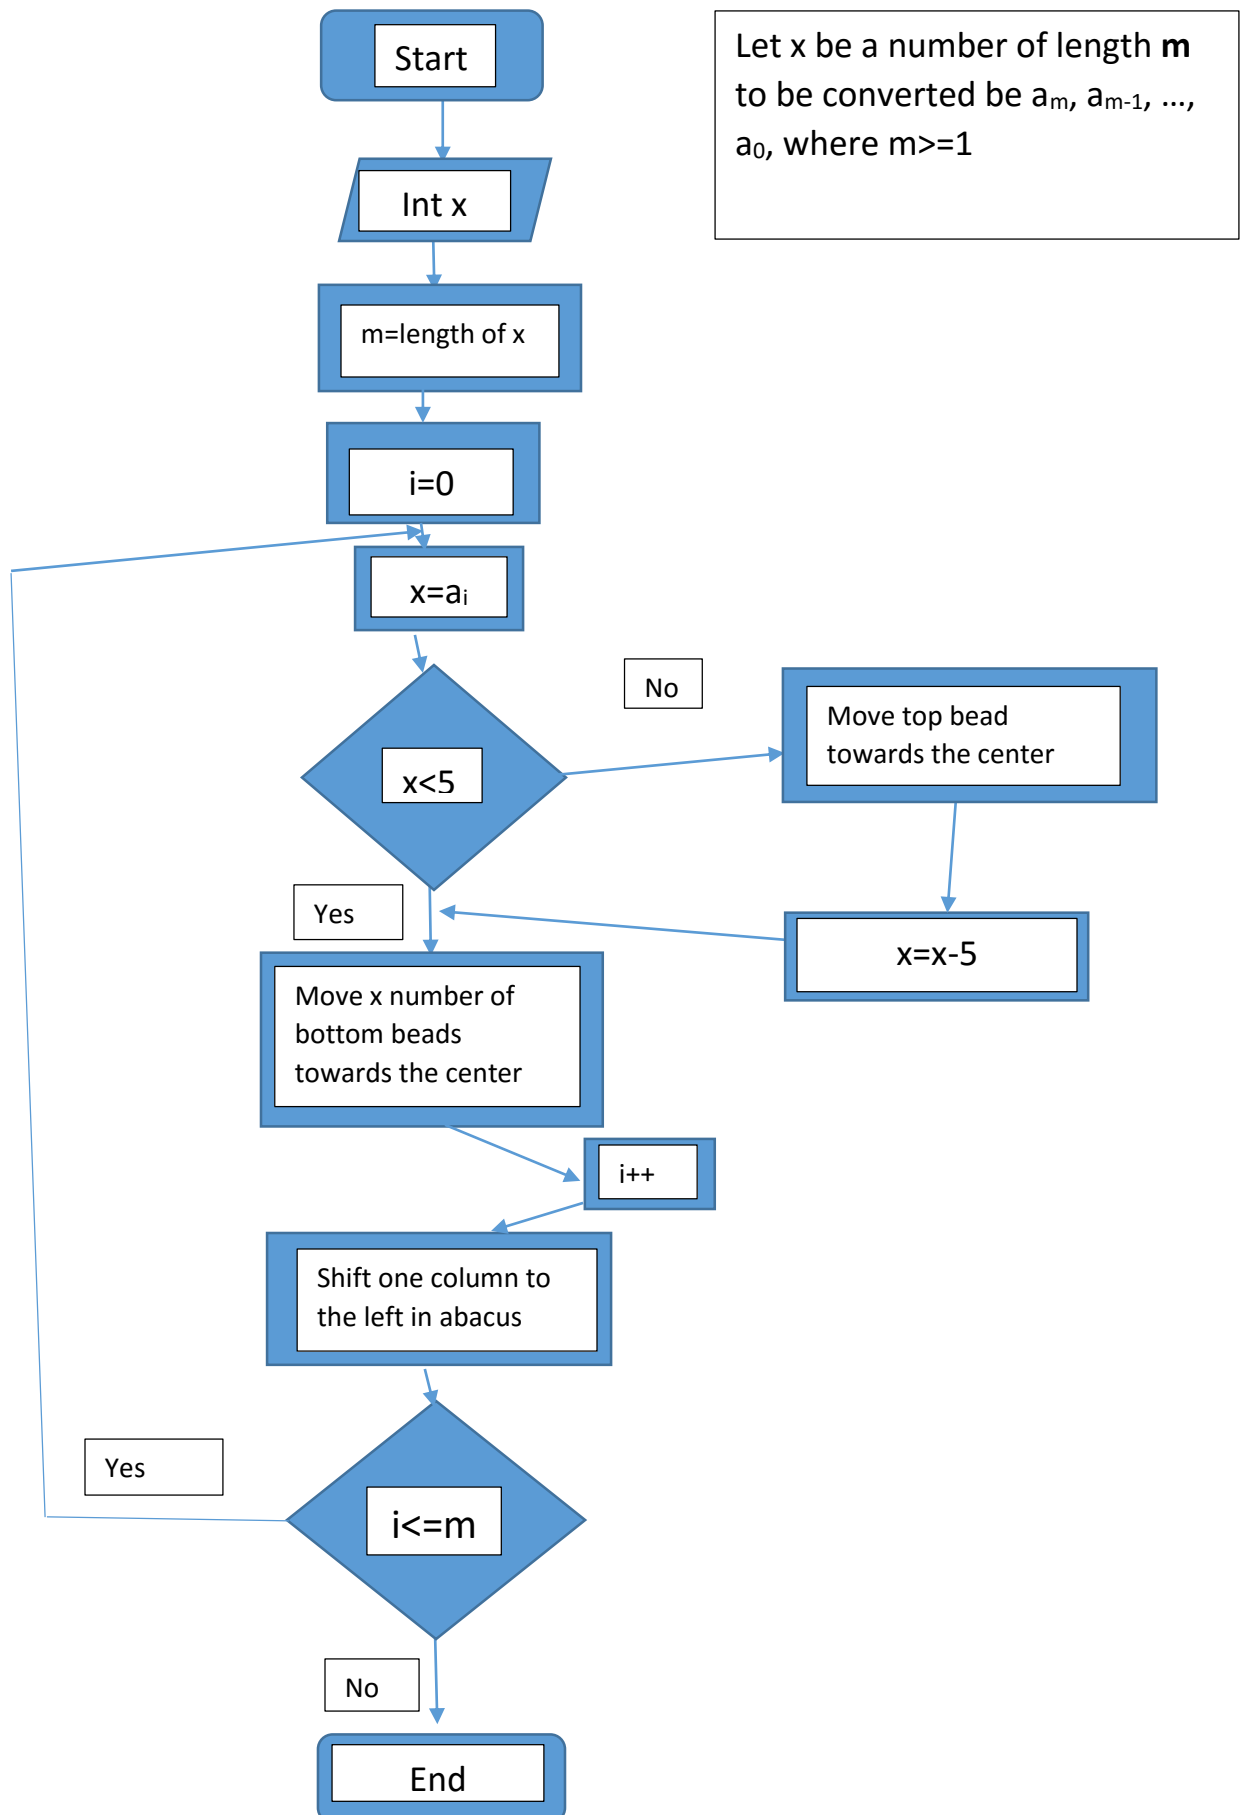 Start
Let x be a number of length m
to be converted be aₘ, aₘ₋₁, ...,
a₀, where m>=1
Int x
m=length of x
i=0
x=aᵢ
x<5
No
Move top bead
towards the center
Yes
x=x-5
Move x number of
bottom beads
towards the center
i++
Shift one column to
the left in abacus
Yes
i<=m
No
End